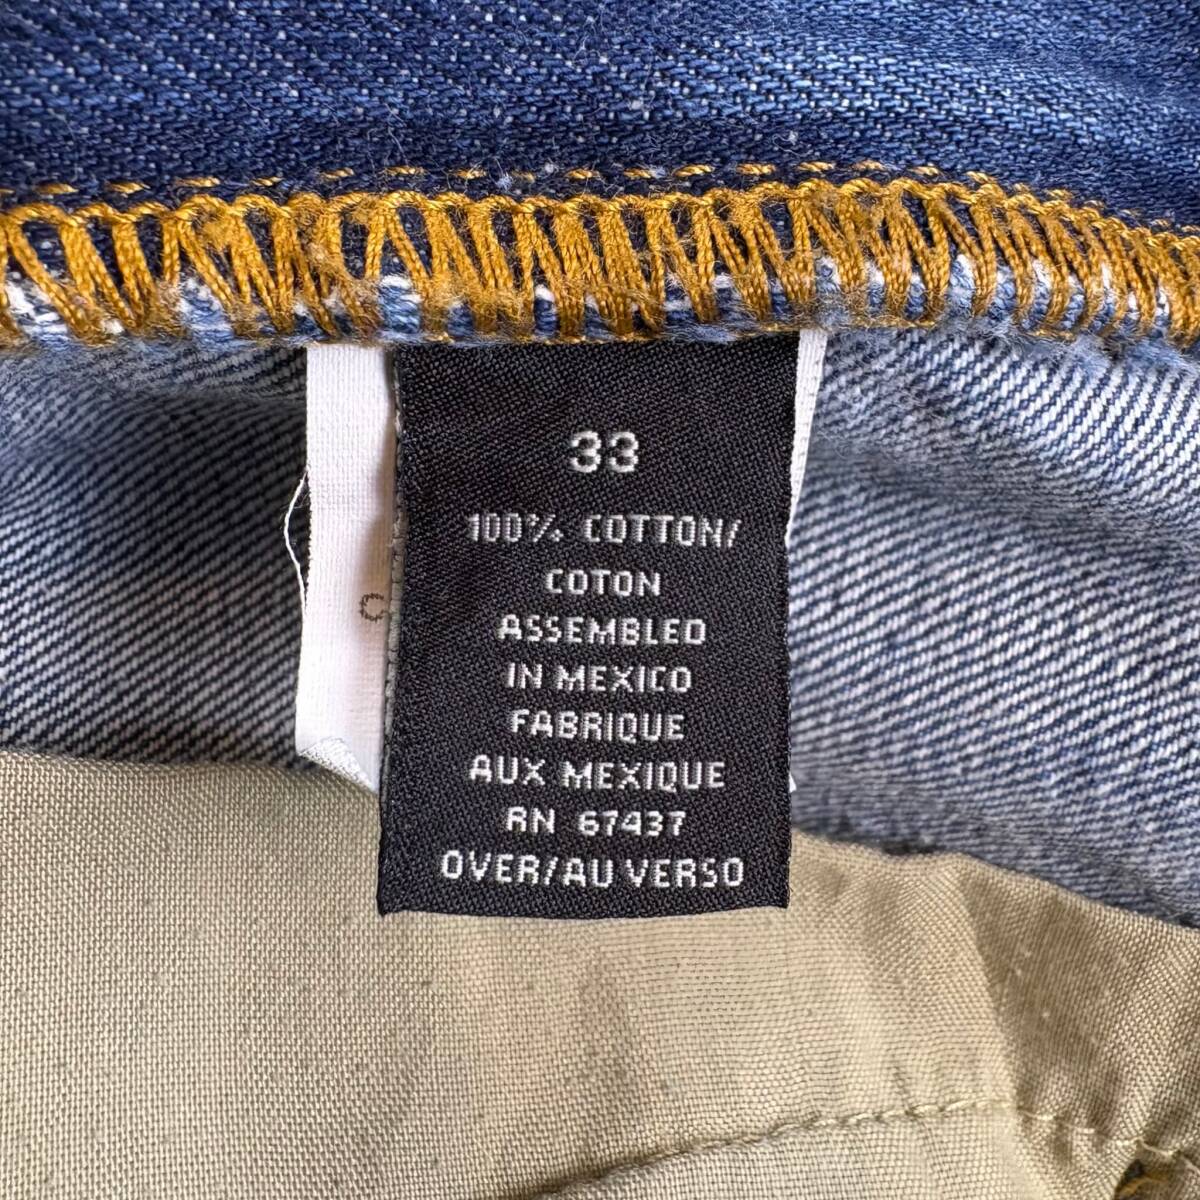 33
100% COTTON/
COTON
ASSEMBLED
IN MEXICO
FABRIQUE
AUX MEXIQUE
RN 67437
OVER/AU VERSO